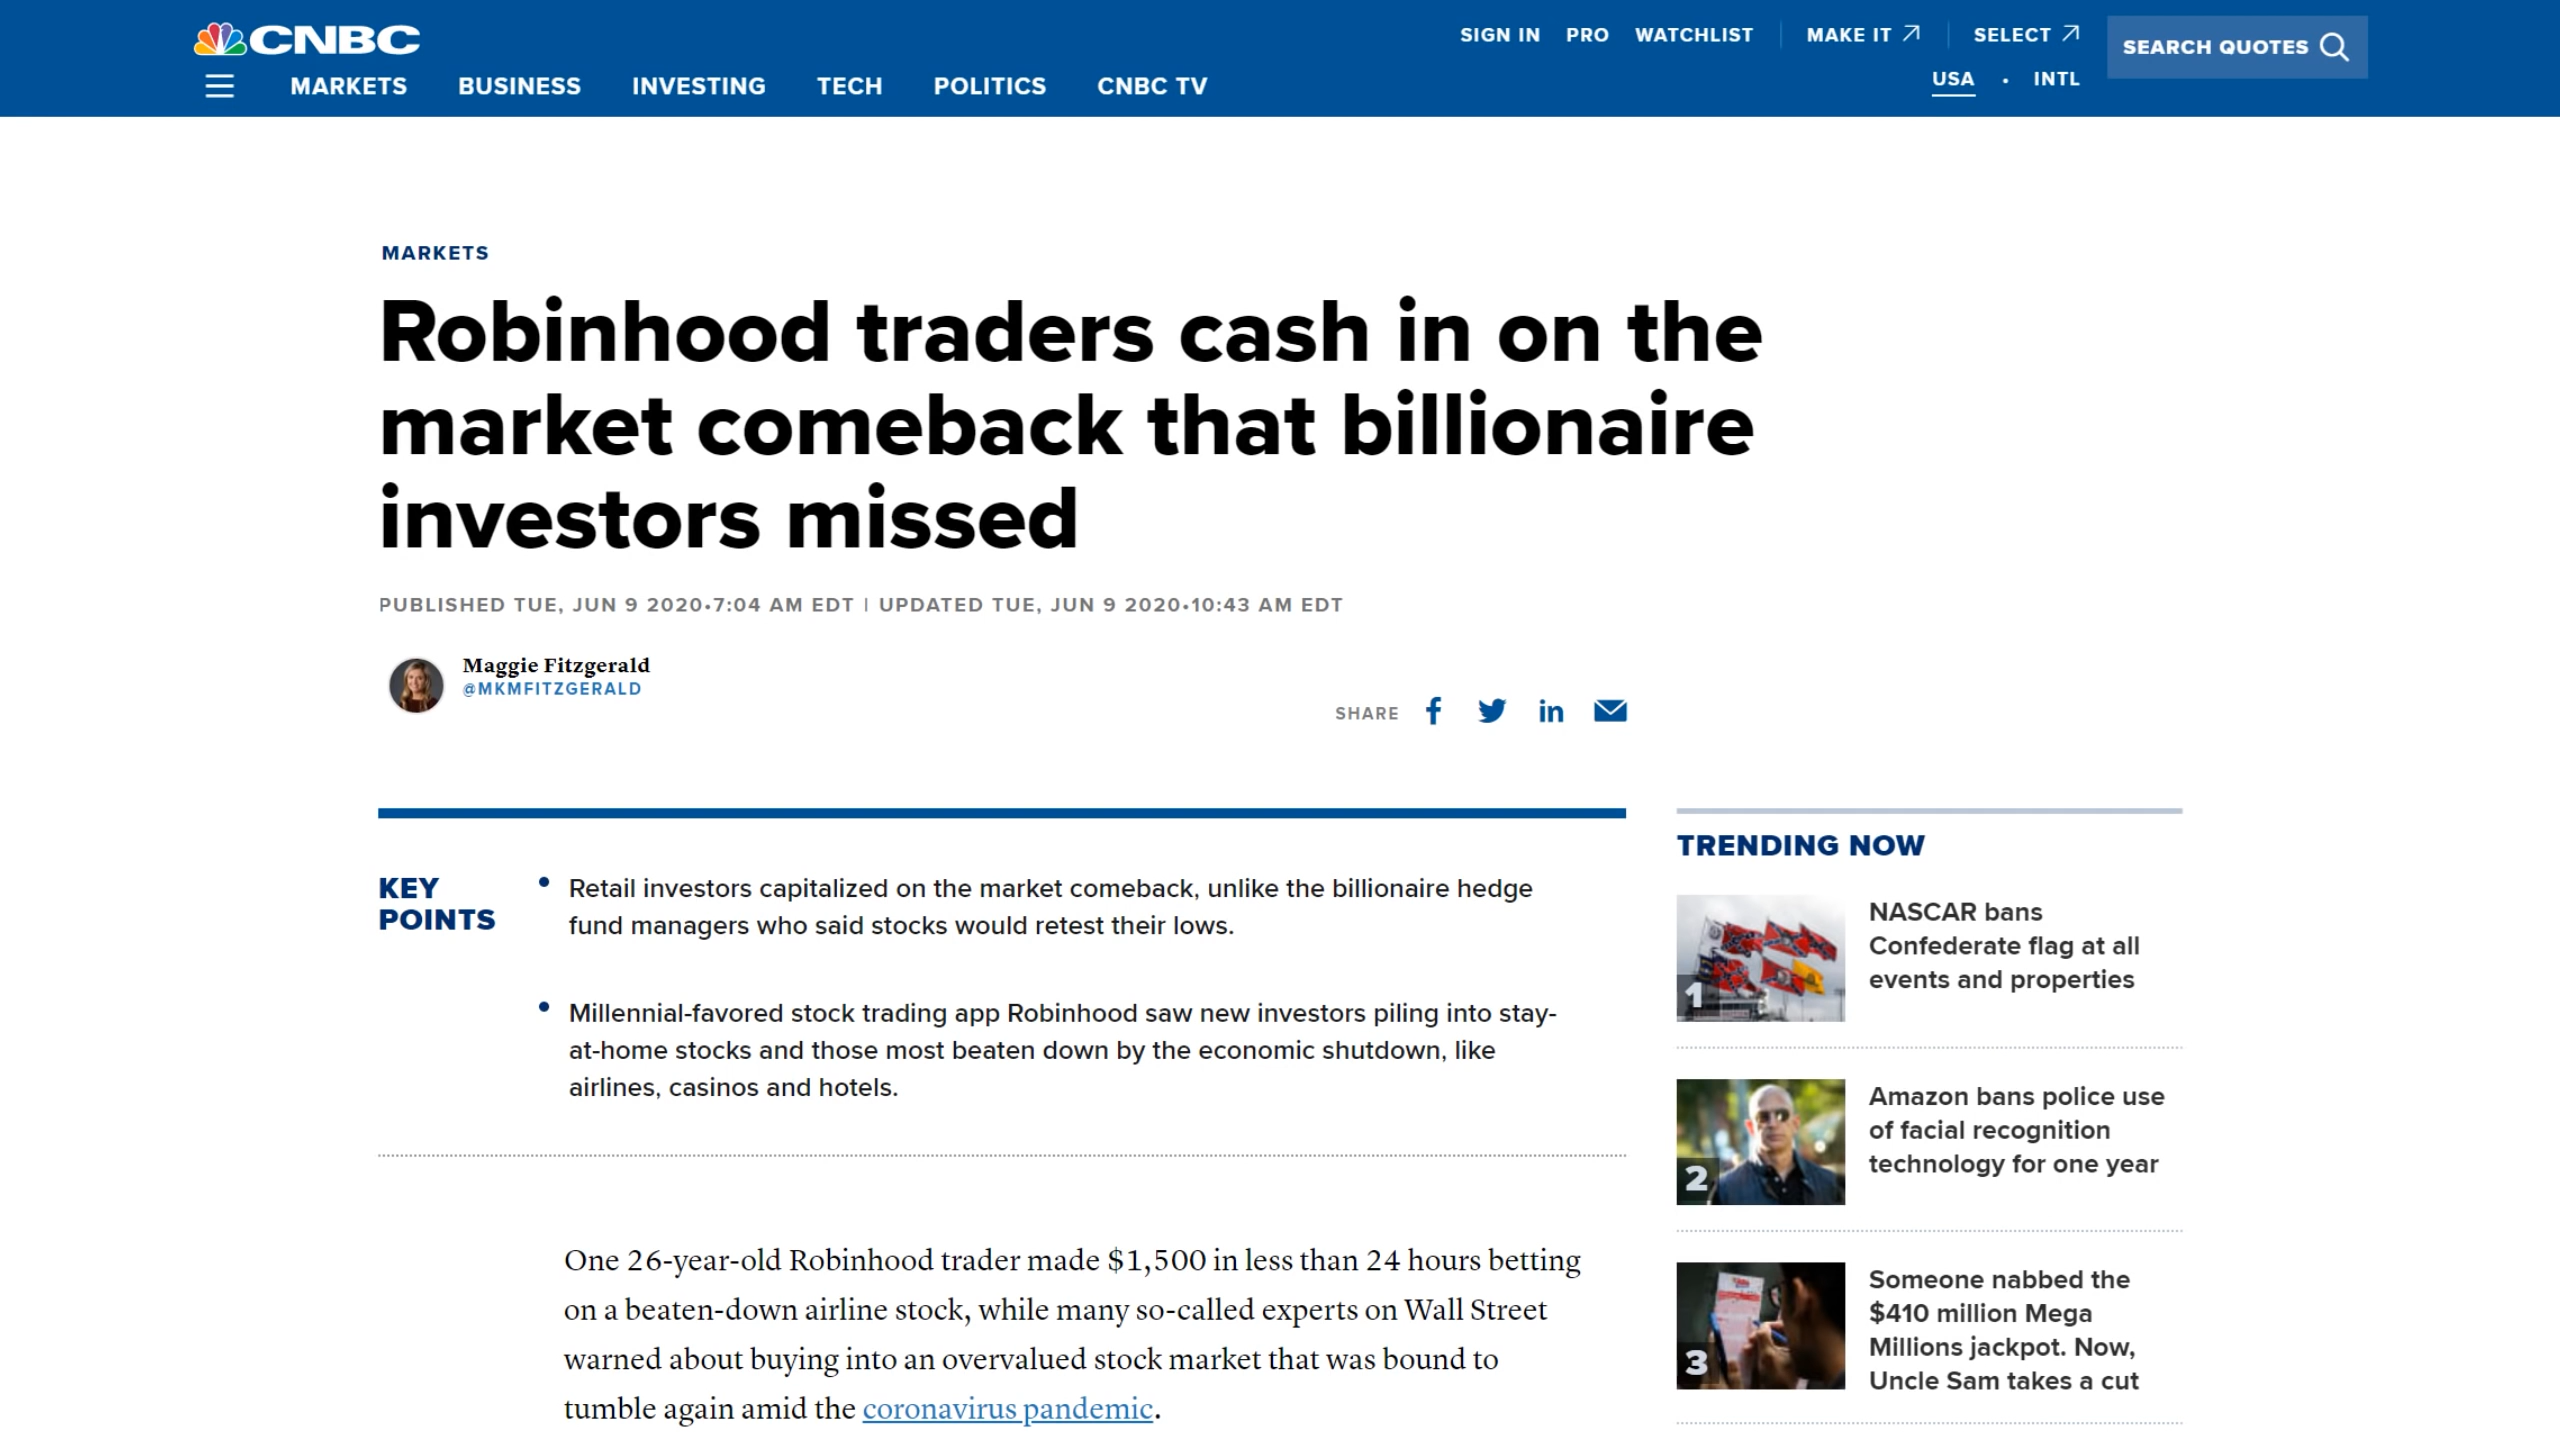 CNBC
SIGN IN PRO WATCHLIST MAKE IT SELECT
SEARCH QUOTES
USA • INTL
MARKETS BUSINESS INVESTING TECH POLITICS CNBC TV
MARKETS
Robinhood traders cash in on the
market comeback that billionaire
investors missed
PUBLISHED TUE, JUN 9 2020•7:04 AM EDT | UPDATED TUE, JUN 9 2020•10:43 AM EDT
Maggie Fitzgerald
@MKMFITZGERALD
SHARE
KEY
POINTS
• Retail investors capitalized on the market comeback, unlike the billionaire hedge
fund managers who said stocks would retest their lows.
• Millennial-favored stock trading app Robinhood saw new investors piling into stay-
at-home stocks and those most beaten down by the economic shutdown, like
airlines, casinos and hotels.
One 26-year-old Robinhood trader made $1,500 in less than 24 hours betting
on a beaten-down airline stock, while many so-called experts on Wall Street
warned about buying into an overvalued stock market that was bound to
tumble again amid the coronavirus pandemic.
TRENDING NOW
1
NASCAR bans
Confederate flag at all
events and properties
2
Amazon bans police use
of facial recognition
technology for one year
3
Someone nabbed the
$410 million Mega
Millions jackpot. Now,
Uncle Sam takes a cut